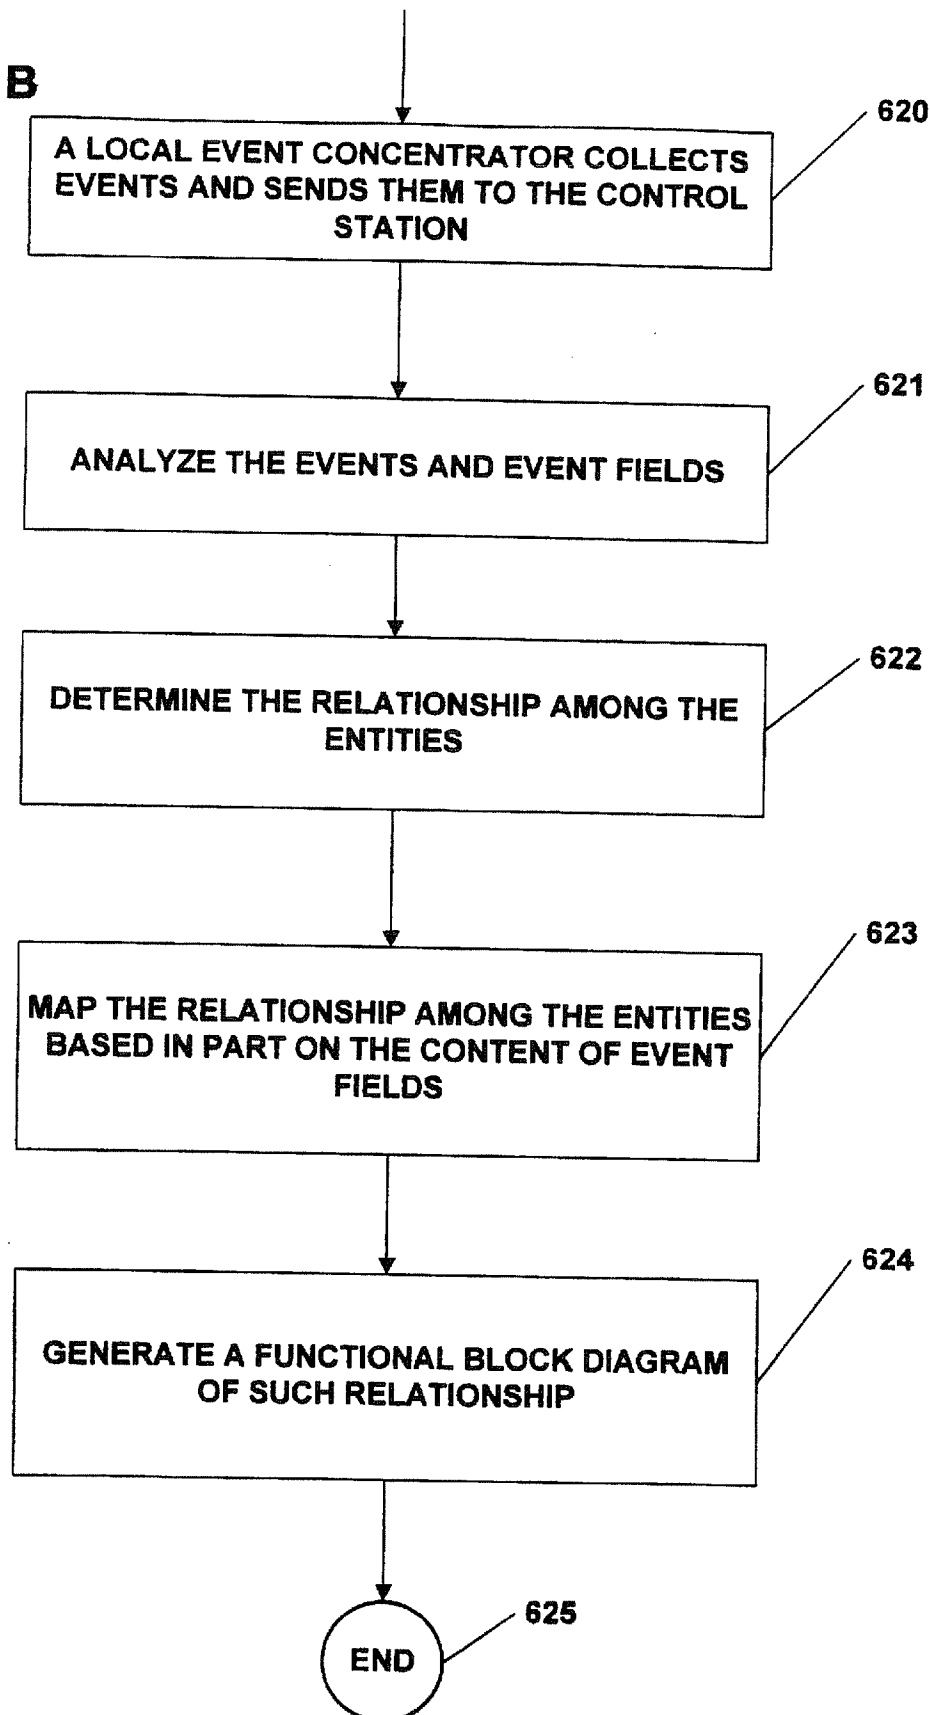 B
620
A LOCAL EVENT CONCENTRATOR COLLECTS
EVENTS AND SENDS THEM TO THE CONTROL
STATION
621
ANALYZE THE EVENTS AND EVENT FIELDS
622
DETERMINE THE RELATIONSHIP AMONG THE
ENTITIES
623
MAP THE RELATIONSHIP AMONG THE ENTITIES
BASED IN PART ON THE CONTENT OF EVENT
FIELDS
624
GENERATE A FUNCTIONAL BLOCK DIAGRAM
OF SUCH RELATIONSHIP
625
END